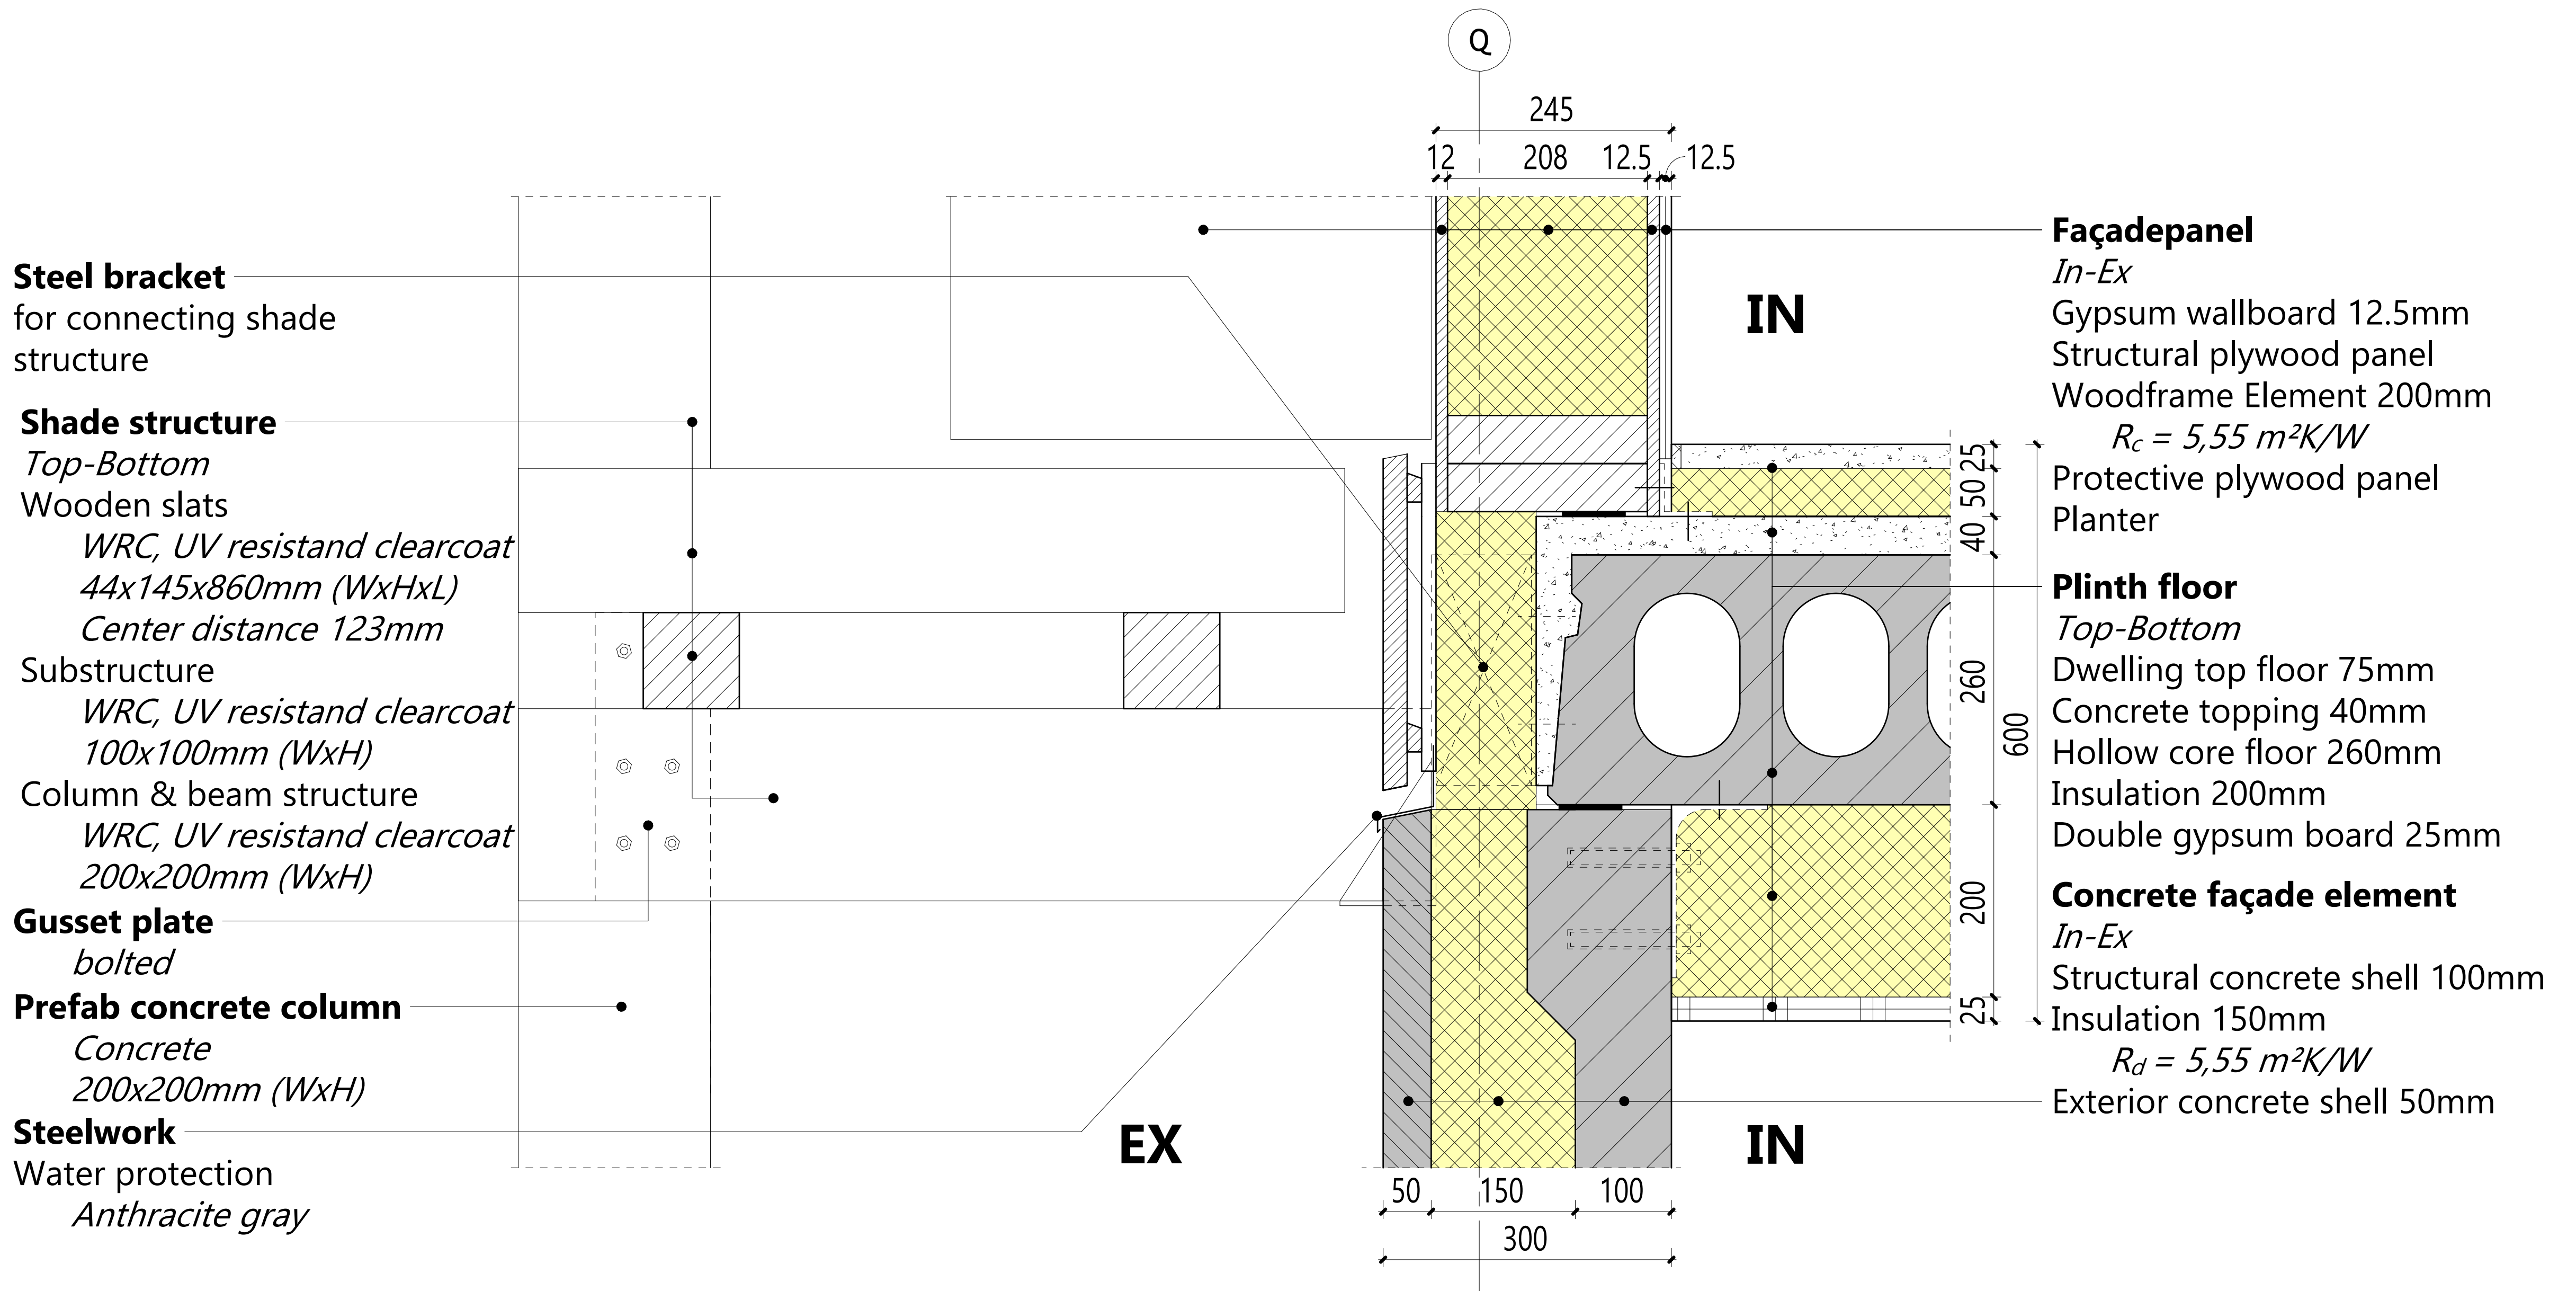 Q
245
12 208 12.5 12.5
Steel bracket
for connecting shade
structure
Shade structure
Top-Bottom
Wooden slats
WRC, UV resistand clearcoat
44x145x860mm (WxHxL)
Center distance 123mm
Substructure
WRC, UV resistand clearcoat
100x100mm (WxH)
Column & beam structure
WRC, UV resistand clearcoat
200x200mm (WxH)
Gusset plate
bolted
Prefab concrete column
Concrete
200x200mm (WxH)
Steelwork
Water protection
Anthracite gray
IN
EX
IN
25
50
40
260
200
25
600
50 150 100
300
Façadepanel
In-Ex
Gypsum wallboard 12.5mm
Structural plywood panel
Woodframe Element 200mm
Rc = 5,55 m²K/W
Protective plywood panel
Planter
Plinth floor
Top-Bottom
Dwelling top floor 75mm
Concrete topping 40mm
Hollow core floor 260mm
Insulation 200mm
Double gypsum board 25mm
Concrete façade element
In-Ex
Structural concrete shell 100mm
Insulation 150mm
Rd = 5,55 m²K/W
Exterior concrete shell 50mm